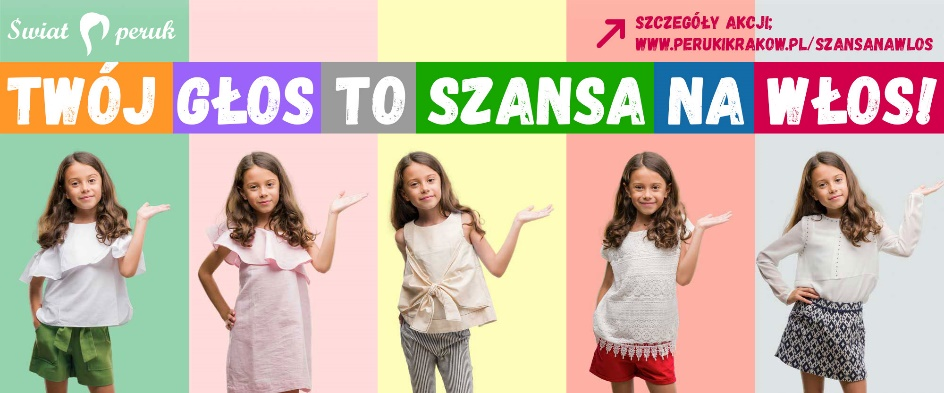 Świat peruk
SZCZEGÓŁY AKCJI:
WWW.PERUKIKRAKOW.PL/SZANSANAWLOS
TWÓJ GŁOS TO SZANSA NA WŁOS!